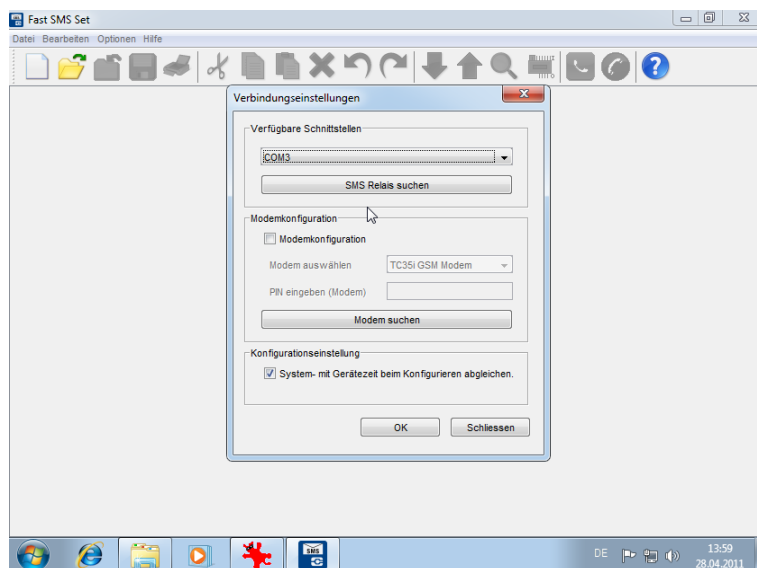 Fast SMS Set
Datei Bearbeiten Optionen Hilfe
Verbindungseinstellungen
Verfügbare Schnittstellen
COM3
SMS Relais suchen
Modemkonfiguration
Modemkonfiguration
Modem auswählen TC35i GSM Modem
PIN eingeben (Modem)
Modem suchen
Konfigurationseinstellung
System- mit Gerätezeit beim Konfigurieren abgleichen.
OK Schliessen
SMS
DE 13:59
28.04.2011